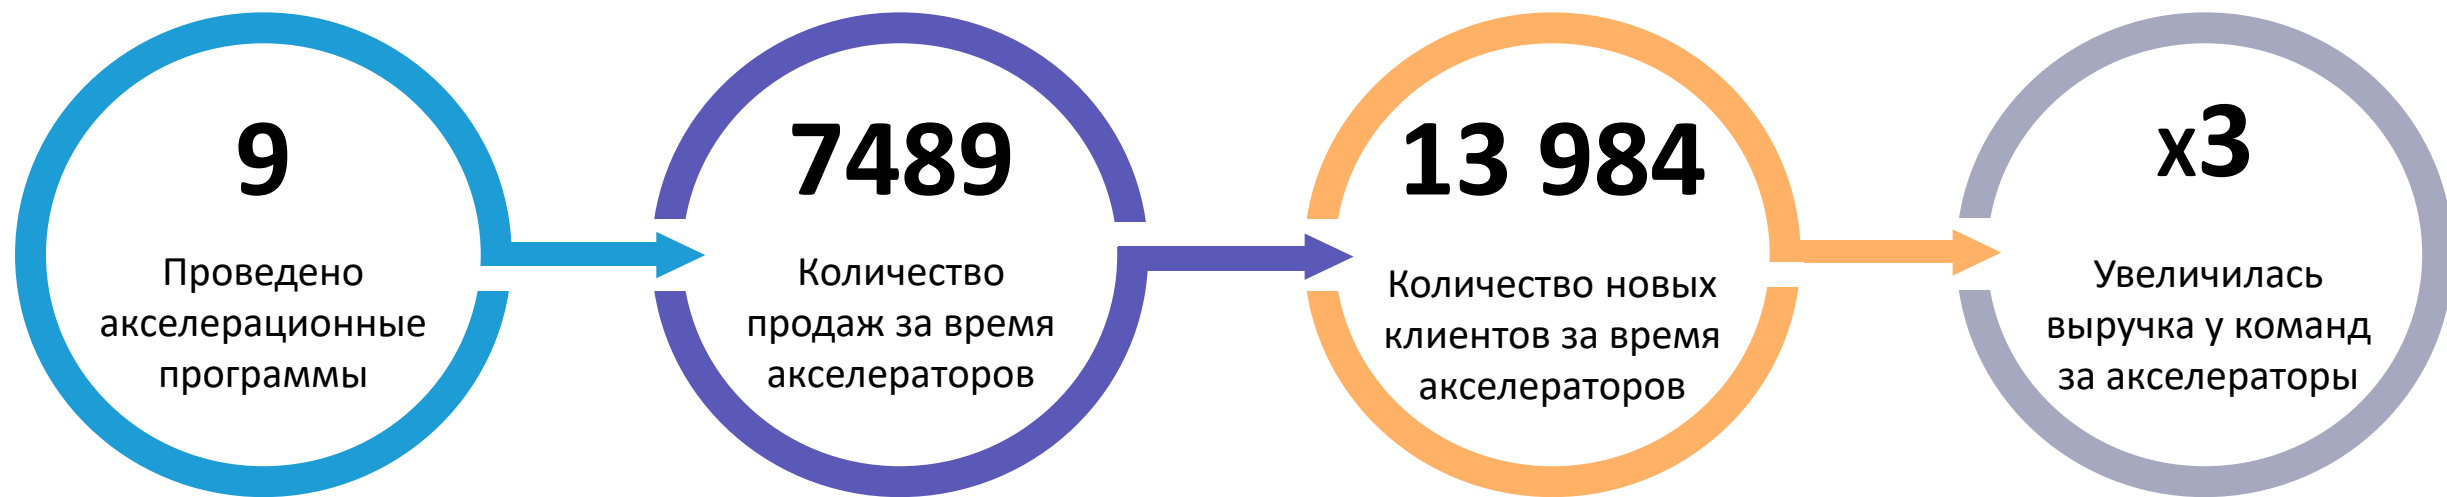 9
Проведено
акселерационные
программы
7489
Количество
продаж за время
акселераторов
13 984
Количество новых
клиентов за время
акселераторов
x3
Увеличилась
выручка у команд
за акселераторы